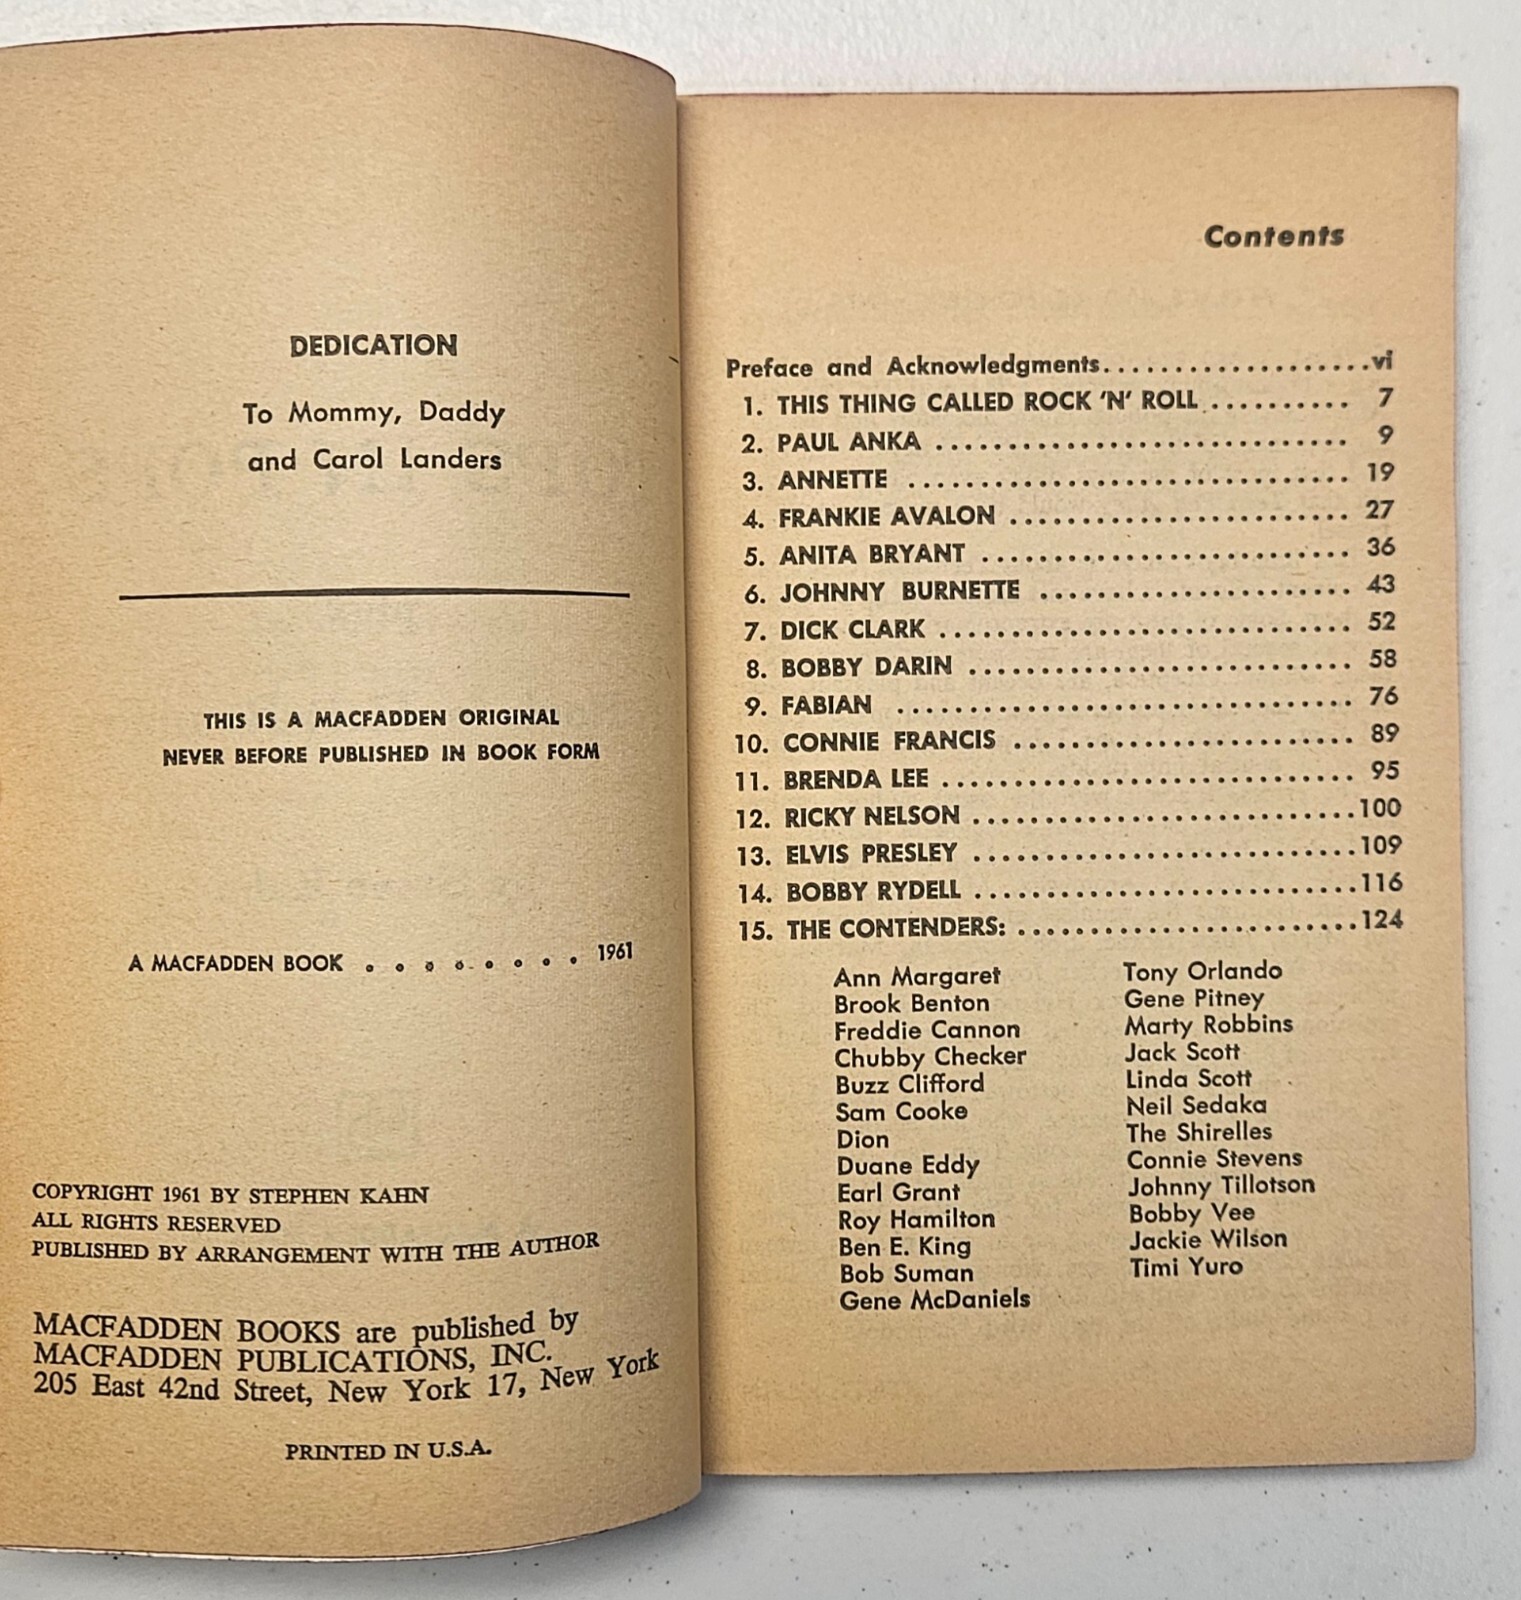 DEDICATION
To Mommy, Daddy
and Carol Landers
THIS IS A MACFADDEN ORIGINAL
NEVER BEFORE PUBLISHED IN BOOK FORM
A MACFADDEN BOOK . . . . . . . . 1961
COPYRIGHT 1961 BY STEPHEN KAHN
ALL RIGHTS RESERVED
PUBLISHED BY ARRANGEMENT WITH THE AUTHOR
MACFADDEN BOOKS are published by
MACFADDEN PUBLICATIONS, INC.
205 East 42nd Street, New York 17, New York
PRINTED IN U.S.A.
Contents
Preface and Acknowledgments...................vi
1. THIS THING CALLED ROCK 'N' ROLL .......... 7
2. PAUL ANKA ............................. 9
3. ANNETTE ............................... 19
4. FRANKIE AVALON ........................ 27
5. ANITA BRYANT .......................... 36
6. JOHNNY BURNETTE ...................... 43
7. DICK CLARK ............................. 52
8. BOBBY DARIN ........................... 58
9. FABIAN ................................ 76
10. CONNIE FRANCIS ........................ 89
11. BRENDA LEE ............................. 95
12. RICKY NELSON ...........................100
13. ELVIS PRESLEY ...........................109
14. BOBBY RYDELL ...........................116
15. THE CONTENDERS: ........................124
Ann Margaret
Brook Benton
Freddie Cannon
Chubby Checker
Buzz Clifford
Sam Cooke
Dion
Duane Eddy
Earl Grant
Roy Hamilton
Ben E. King
Bob Suman
Gene McDaniels
Tony Orlando
Gene Pitney
Marty Robbins
Jack Scott
Linda Scott
Neil Sedaka
The Shirelles
Connie Stevens
Johnny Tillotson
Bobby Vee
Jackie Wilson
Timi Yuro